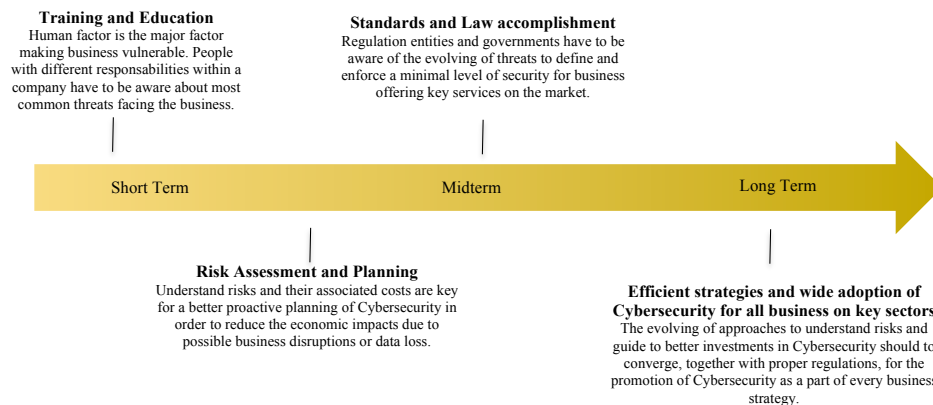 Training and Education
Human factor is the major factor
making business vulnerable. People
with different responsabilities within a
company have to be aware about most
common threats facing the business.
Standards and Law accomplishment
Regulation entities and governments have to be
aware of the evolving of threats to define and
enforce a minimal level of security for business
offering key services on the market.
Short Term
Midterm
Long Term
Risk Assessment and Planning
Understand risks and their associated costs are key
for a better proactive planning of Cybersecurity in
order to reduce the economic impacts due to
possible business disruptions or data loss.
Efficient strategies and wide adoption of
Cybersecurity for all business on key sectors
The evolving of approaches to understand risks and
guide to better investments in Cybersecurity should to
converge, together with proper regulations, for the
promotion of Cybersecurity as a part of every business
strategy.